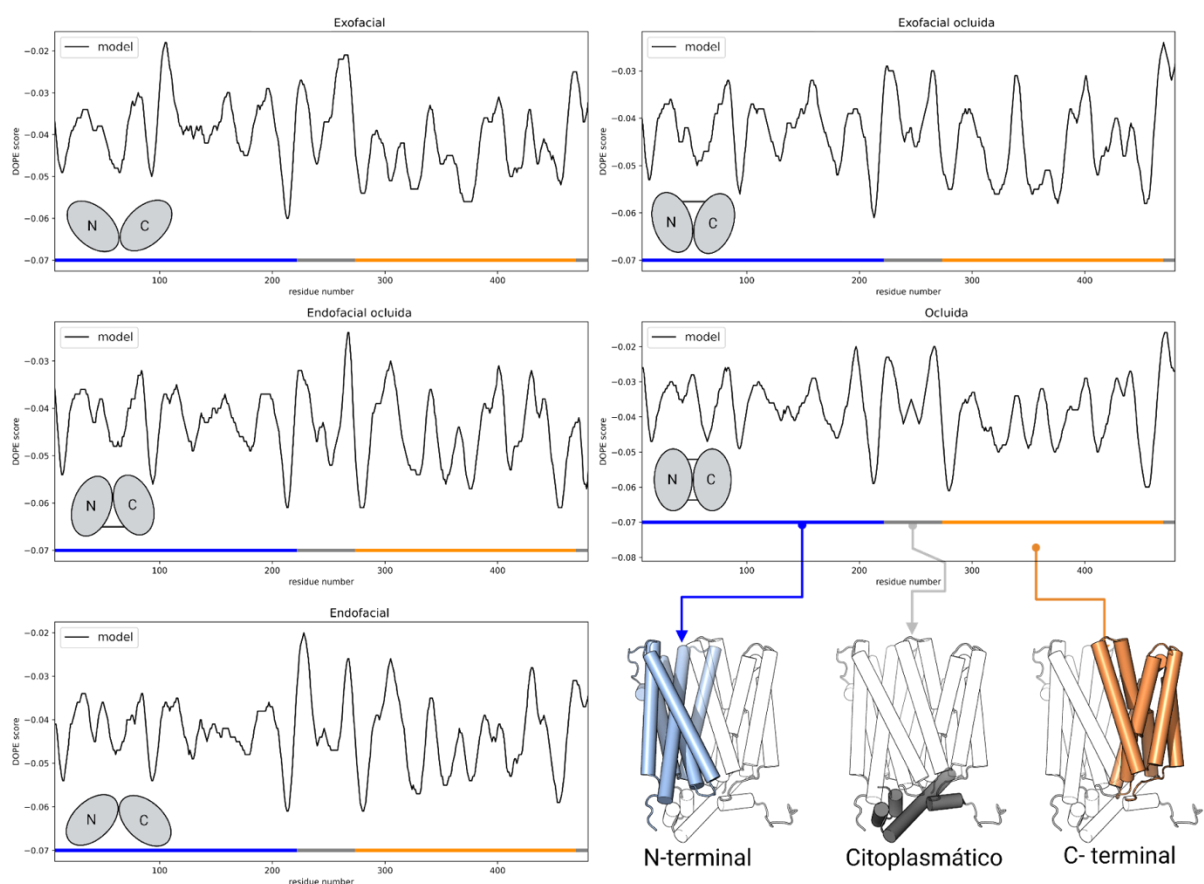 Exofacial
model
DOPE score
−0.02
−0.03
−0.04
−0.05
−0.06
−0.07
N
C
100
200
300
400
residue number
Exofacial ocluida
model
DOPE score
−0.03
−0.04
−0.05
−0.06
−0.07
N
C
100
200
300
400
residue number
Endofacial ocluida
model
DOPE score
−0.03
−0.04
−0.05
−0.06
−0.07
N
C
100
200
300
400
residue number
Ocluida
model
DOPE score
−0.02
−0.03
−0.04
−0.05
−0.06
−0.07
−0.08
N
C
100
200
300
400
residue number
Endofacial
model
DOPE score
−0.02
−0.03
−0.04
−0.05
−0.06
−0.07
N
C
100
200
300
400
residue number
N-terminal
Citoplasmático
C- terminal